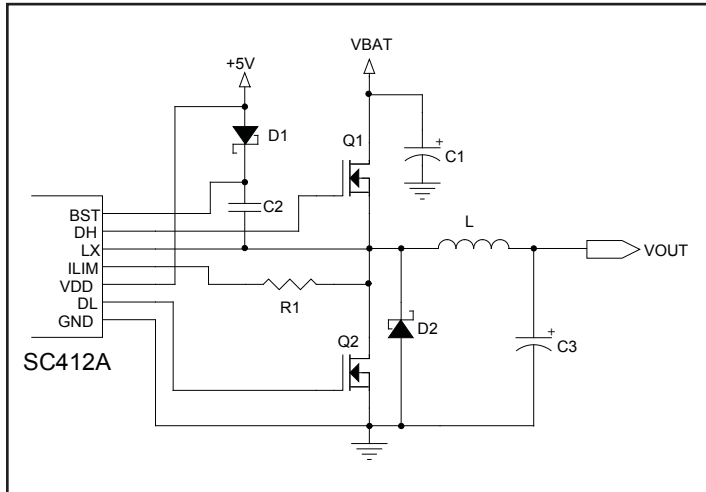 VBAT
+5V
D1
Q1
+
C1
C2
BST
DH
LX
L
VOUT
ILIM
VDD
R1
DL
GND
D2
+
C3
Q2
SC412A